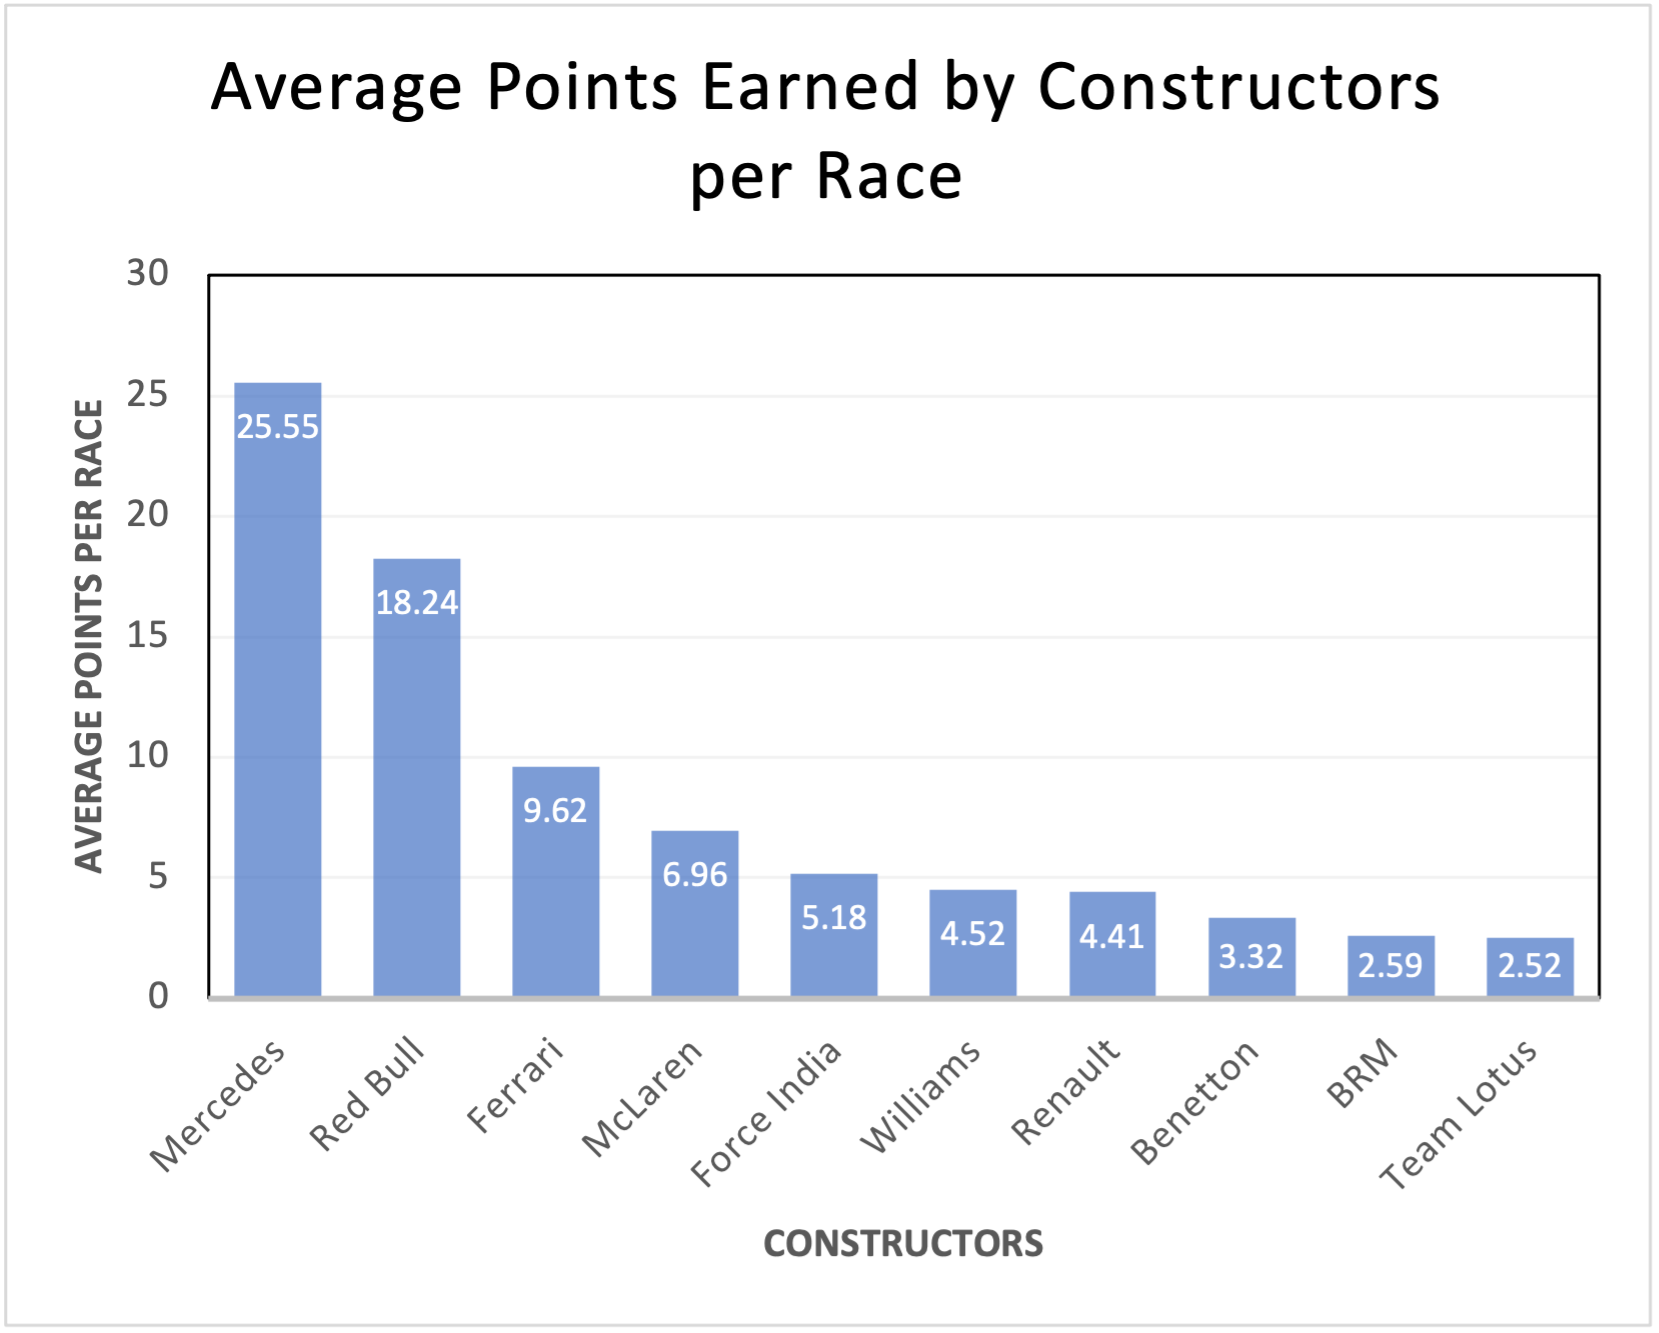 Average Points Earned by Constructors
per Race
AVERAGE POINTS PER RACE
30
25
20
15
10
5
0
25.55
18.24
9.62
6.96
5.18
4.52
4.41
3.32
2.59
2.52
Mercedes
Red Bull
Ferrari
McLaren
Force India
Williams
Renault
Benetton
BRM
Team Lotus
CONSTRUCTORS